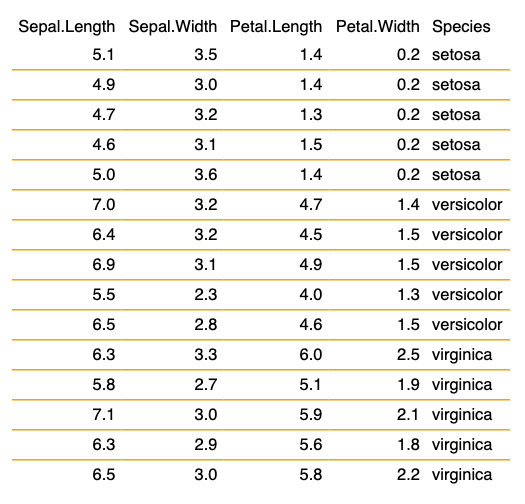 Sepal.Length Sepal.Width Petal.Length Petal.Width Species
5.1 3.5 1.4 0.2 setosa
4.9 3.0 1.4 0.2 setosa
4.7 3.2 1.3 0.2 setosa
4.6 3.1 1.5 0.2 setosa
5.0 3.6 1.4 0.2 setosa
7.0 3.2 4.7 1.4 versicolor
6.4 3.2 4.5 1.5 versicolor
6.9 3.1 4.9 1.5 versicolor
5.5 2.3 4.0 1.3 versicolor
6.5 2.8 4.6 1.5 versicolor
6.3 3.3 6.0 2.5 virginica
5.8 2.7 5.1 1.9 virginica
7.1 3.0 5.9 2.1 virginica
6.3 2.9 5.6 1.8 virginica
6.5 3.0 5.8 2.2 virginica